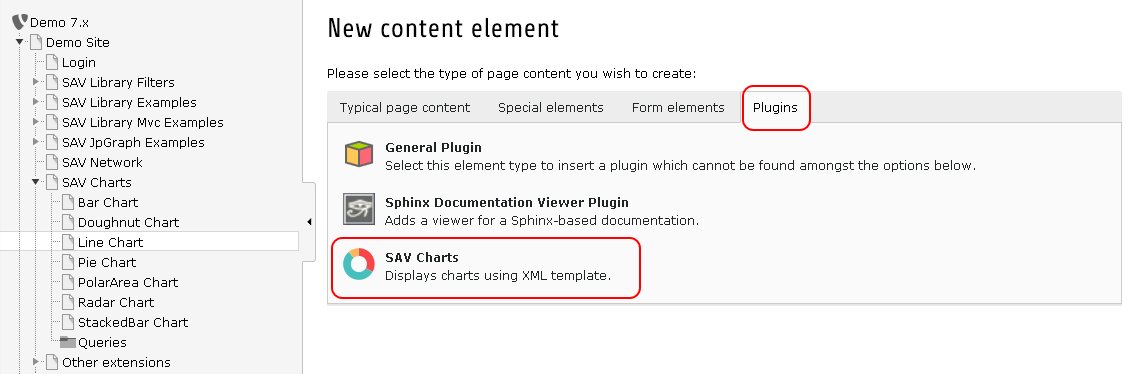 Demo 7.x
Demo Site
Login
SAV Library Filters
SAV Library Examples
SAV Library Mvc Examples
SAV JpGraph Examples
SAV Network
SAV Charts
Bar Chart
Doughnut Chart
Line Chart
Pie Chart
PolarArea Chart
Radar Chart
StackedBar Chart
Queries
Other extensions
New content element
Please select the type of page content you wish to create:
Typical page content Special elements Form elements Plugins
General Plugin
Select this element type to insert a plugin which cannot be found amongst the options below.
Sphinx Documentation Viewer Plugin
Adds a viewer for a Sphinx-based documentation.
SAV Charts
Displays charts using XML template.